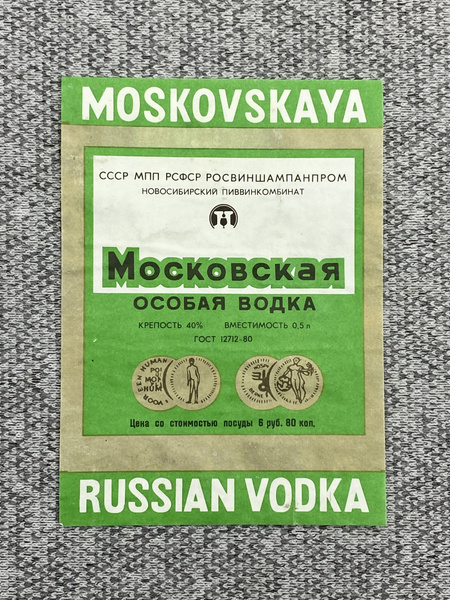 MOSKOVSKAYA
СССР МПП РСФСР РОСВИНШАМПАНПРОМ
НОВОСИБИРСКИЙ ПИВВИНКОМБИНАТ
Московская
ОСОБАЯ ВОДКА
КРЕПОСТЬ 40% ВМЕСТИМОСТЬ 0,5 л
ГОСТ 12712-80
Цена со стоимостью посуды 6 руб. 80 коп.
RUSSIAN VODKA